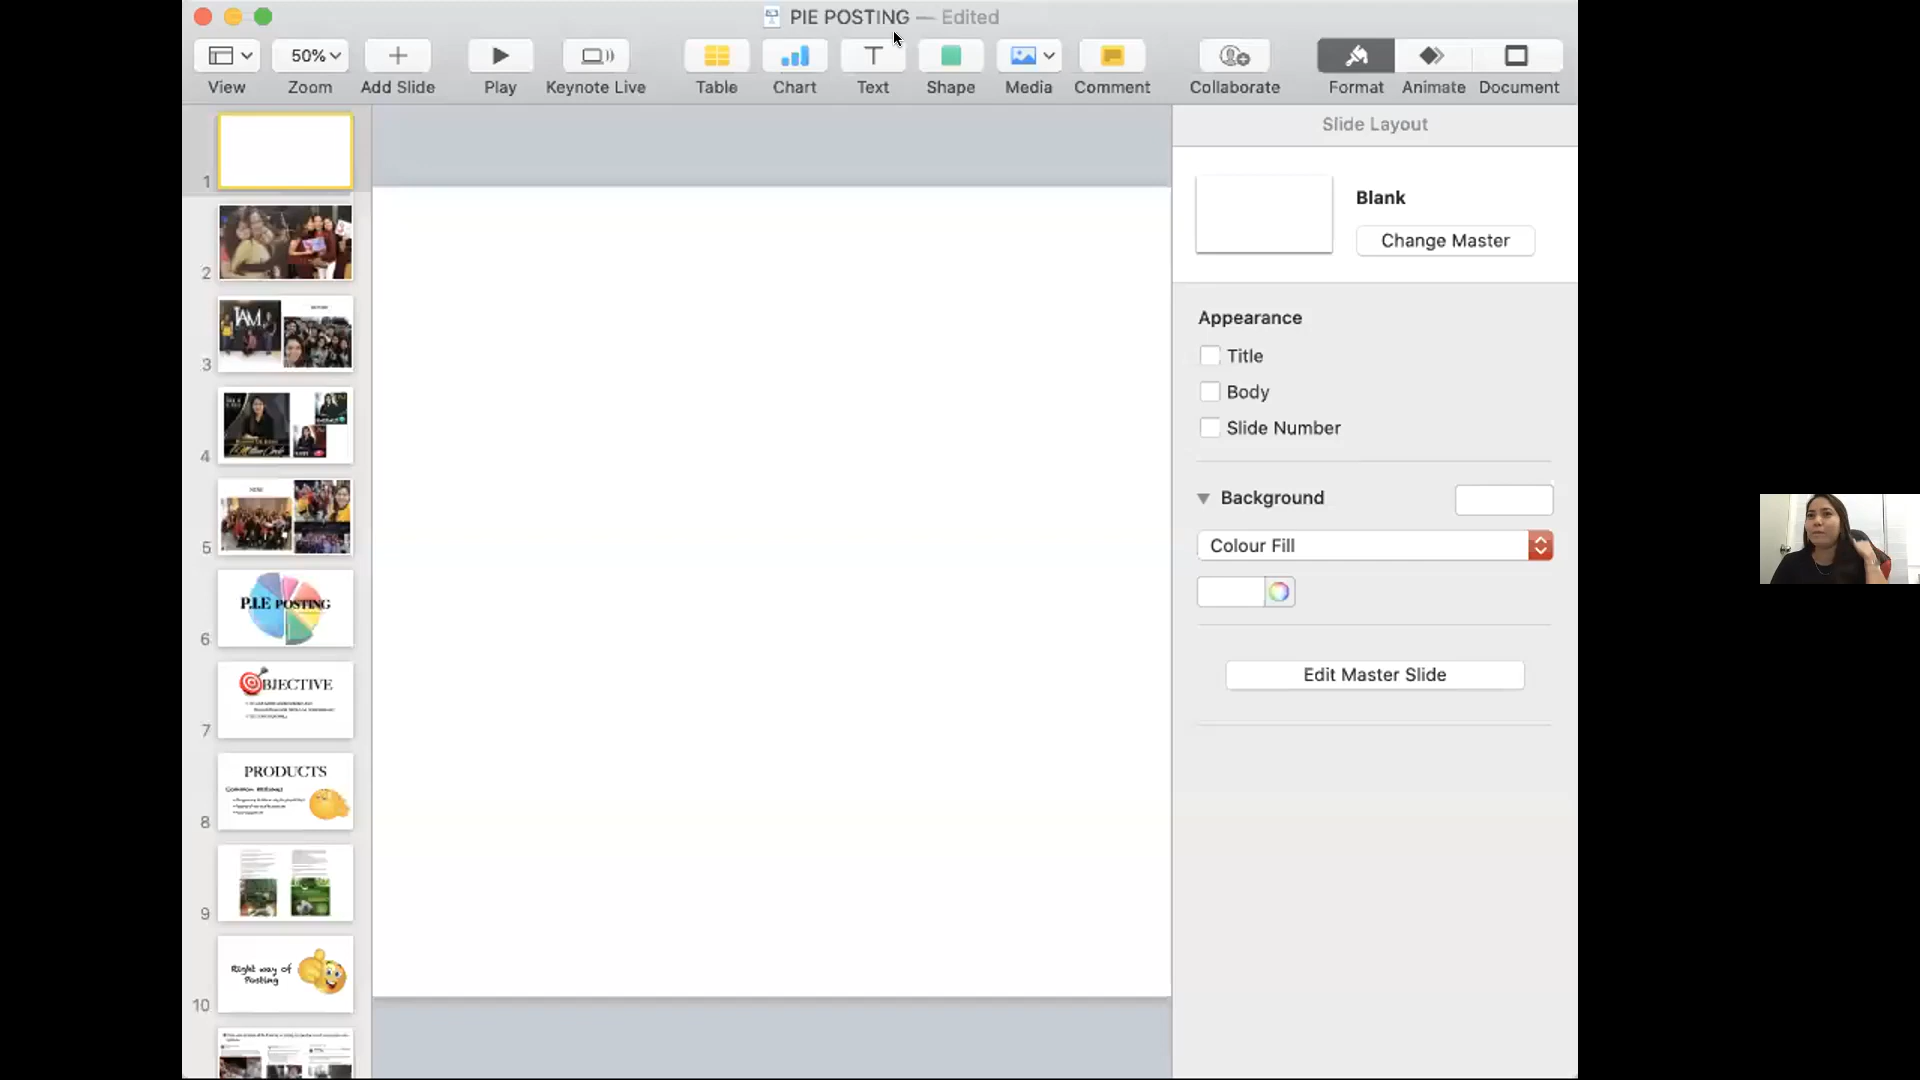 PIE POSTING — Edited
50%
View
Zoom
Add Slide
Play
Keynote Live
Table
Chart
Text
Shape
Media
Comment
Collaborate
Format
Animate
Document
1
2
3
I AM
4
5
6
P.I.E POSTING
7
BJECTIVE
8
PRODUCTS
9
10
Right way of
Posting
Slide Layout
Blank
Change Master
Appearance
Title
Body
Slide Number
Background
Colour Fill
Edit Master Slide